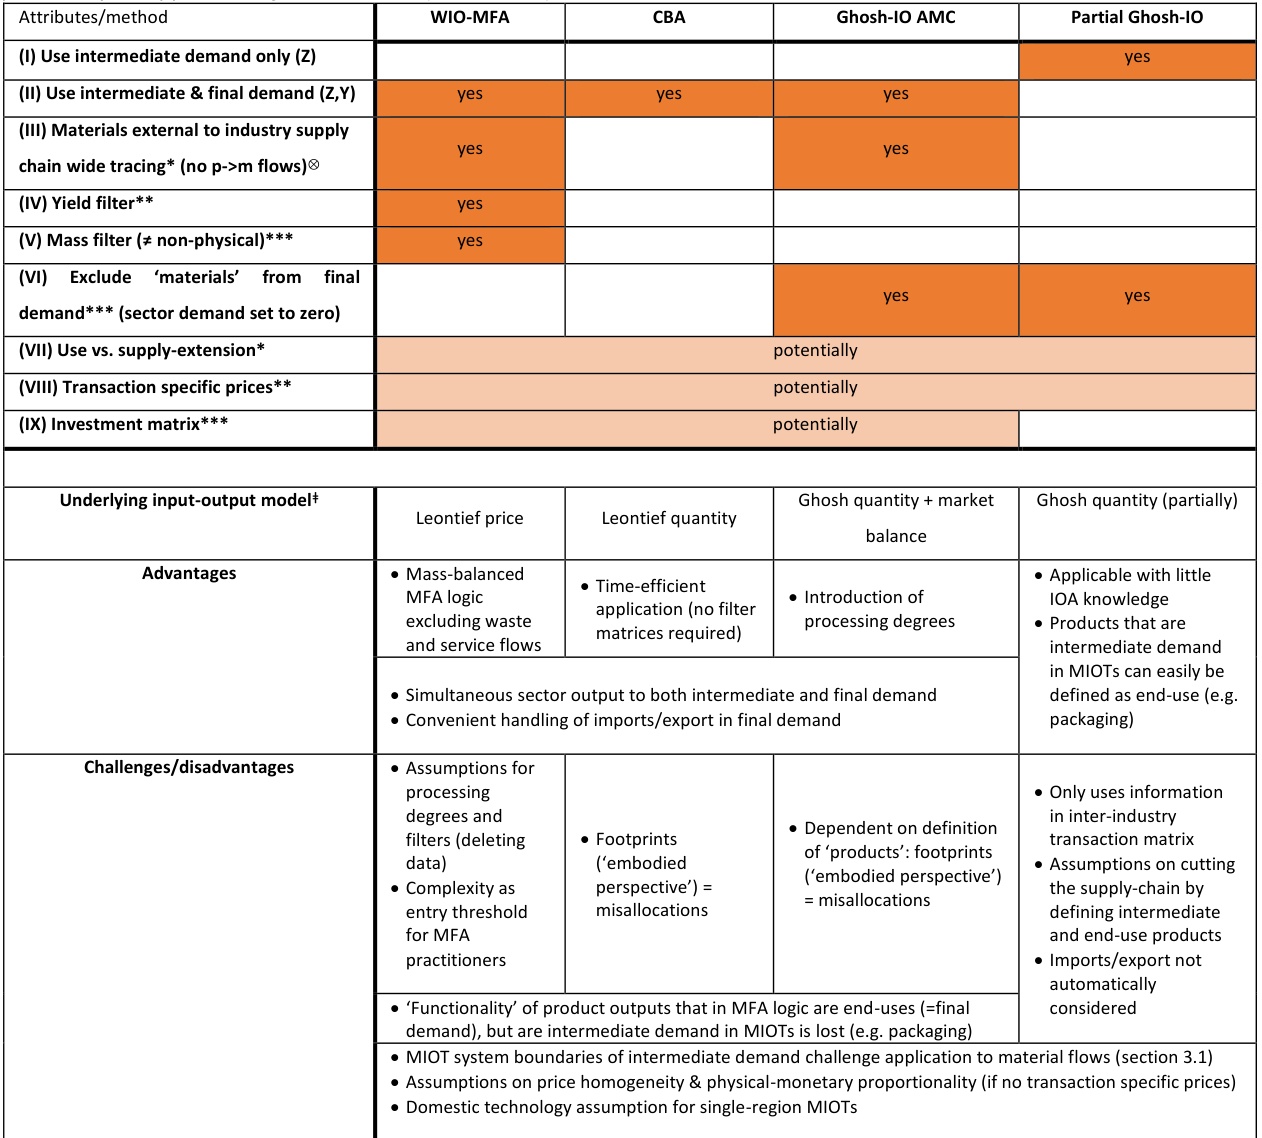 Attributes/method
WIO-MFA
CBA
Ghosh-IO AMC
Partial Ghosh-IO
(I) Use intermediate demand only (Z)
yes
(II) Use intermediate & final demand (Z,Y)
yes
yes
yes
(III) Materials external to industry supply
chain wide tracing* (no p->m flows)⊗
yes
yes
(IV) Yield filter**
yes
(V) Mass filter (≠ non-physical)***
yes
(VI) Exclude ‘materials’ from final
demand*** (sector demand set to zero)
yes
yes
(VII) Use vs. supply-extension*
potentially
(VIII) Transaction specific prices**
potentially
(IX) Investment matrix***
potentially
Underlying input-output model‡
Leontief price
Leontief quantity
Ghosh quantity + market
balance
Ghosh quantity (partially)
Advantages
• Mass-balanced
MFA logic
excluding waste
and service flows
• Time-efficient
application (no filter
matrices required)
• Introduction of
processing degrees
• Applicable with little
IOA knowledge
• Products that are
intermediate demand
in MIOTs can easily be
defined as end-use (e.g.
packaging)
• Simultaneous sector output to both intermediate and final demand
• Convenient handling of imports/export in final demand
Challenges/disadvantages
• Assumptions for
processing
degrees and
filters (deleting
data)
• Complexity as
entry threshold
for MFA
practitioners
• Footprints
(‘embodied
perspective’) =
misallocations
• Dependent on definition
of ‘products’: footprints
(‘embodied perspective’)
= misallocations
• Only uses information
in inter-industry
transaction matrix
• Assumptions on cutting
the supply-chain by
defining intermediate
and end-use products
• Imports/export not
automatically
considered
• ‘Functionality’ of product outputs that in MFA logic are end-uses (=final
demand), but are intermediate demand in MIOTs is lost (e.g. packaging)
• MIOT system boundaries of intermediate demand challenge application to material flows (section 3.1)
• Assumptions on price homogeneity & physical-monetary proportionality (if no transaction specific prices)
• Domestic technology assumption for single-region MIOTs